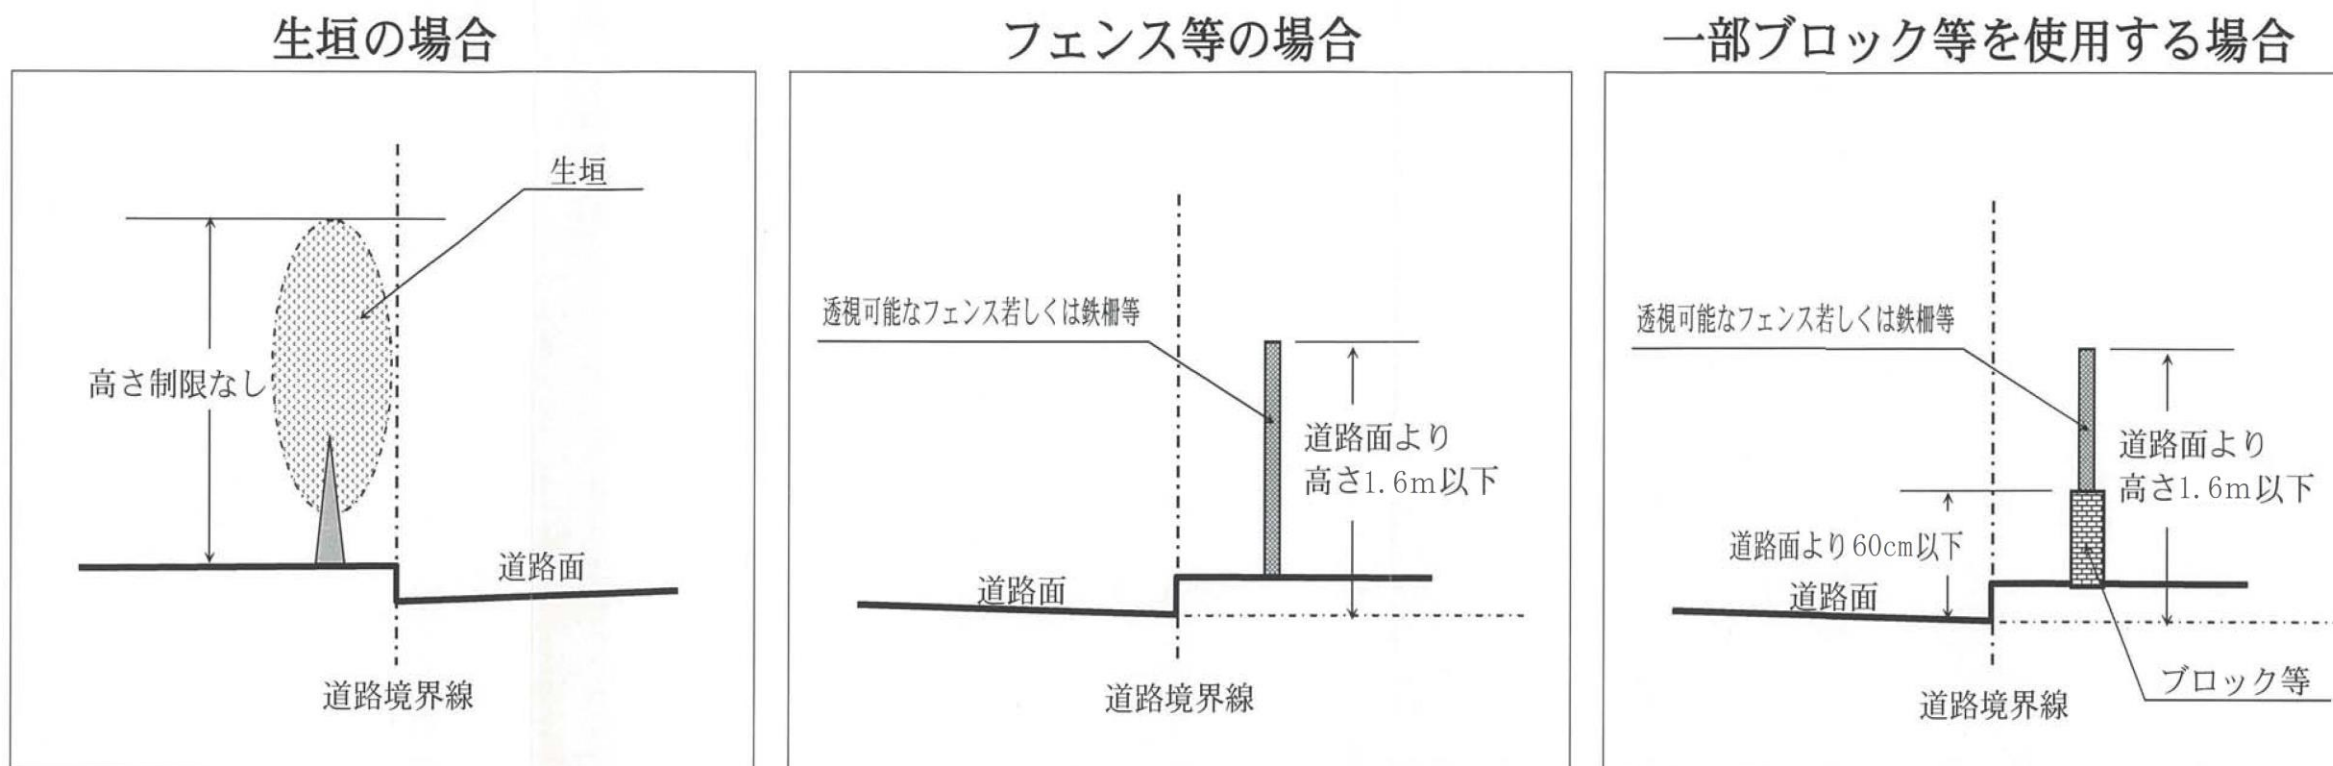 生垣の場合
生垣
高さ制限なし
道路面
道路境界線
フェンス等の場合
透視可能なフェンス若しくは鉄柵等
道路面より
高さ1.6m以下
道路面
道路境界線
一部ブロック等を使用する場合
透視可能なフェンス若しくは鉄柵等
道路面より
高さ1.6m以下
道路面より60cm以下
道路面
ブロック等
道路境界線